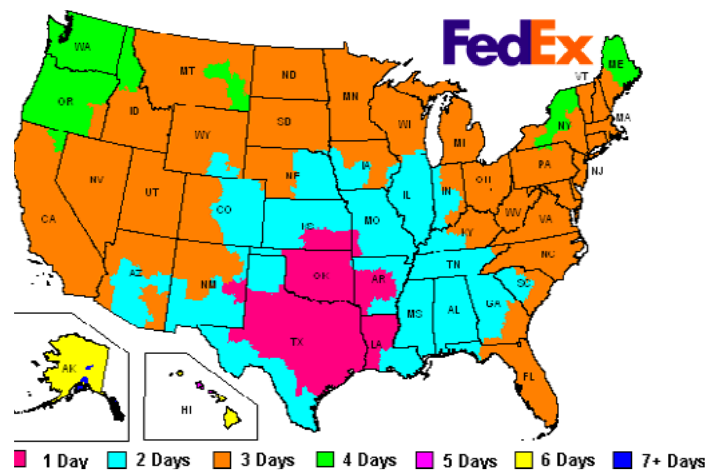 FedEx
WA
MT
ND
MN
VT
ME
OR
ID
SD
WI
MI
NY
MA
WY
IA
PA
NJ
NV
UT
NE
IL
IN
OH
CA
CO
KS
MO
WV
VA
KY
AZ
NM
OK
AR
TN
NC
SC
MS
AL
GA
TX
LA
FL
AK
HI
1 Day 2 Days 3 Days 4 Days 5 Days 6 Days 7+ Days